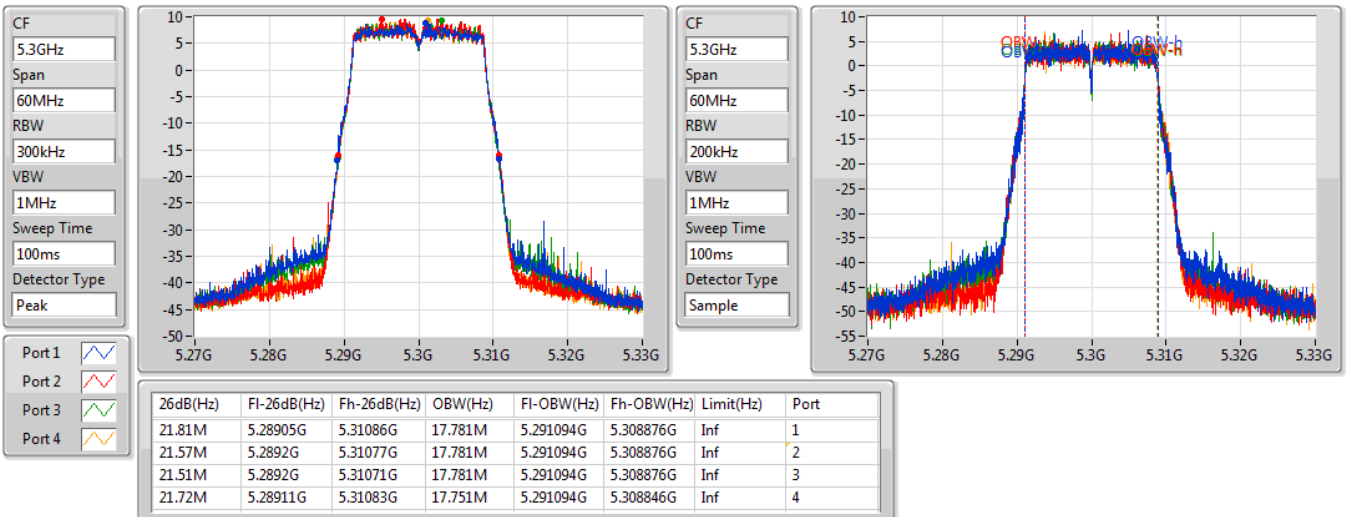 CF
5.3GHz
Span
60MHz
RBW
300kHz
VBW
1MHz
Sweep Time
100ms
Detector Type
Peak
10
5
0
-5
-10
-15
-20
-25
-30
-35
-40
-45
-50
5.27G 5.28G 5.29G 5.3G 5.31G 5.32G 5.33G
CF
5.3GHz
Span
60MHz
RBW
200kHz
VBW
1MHz
Sweep Time
100ms
Detector Type
Sample
10
5
0
-5
-10
-15
-20
-25
-30
-35
-40
-45
-50
-55
OBW-h
OBW-h
5.27G 5.28G 5.29G 5.3G 5.31G 5.32G 5.33G
Port 1
Port 2
Port 3
Port 4
26dB(Hz) Fl-26dB(Hz) Fh-26dB(Hz) OBW(Hz) Fl-OBW(Hz) Fh-OBW(Hz) Limit(Hz) Port
21.81M 5.28905G 5.31086G 17.781M 5.291094G 5.308876G Inf 1
21.57M 5.2892G 5.31077G 17.781M 5.291094G 5.308876G Inf 2
21.51M 5.2892G 5.31071G 17.781M 5.291094G 5.308876G Inf 3
21.72M 5.28911G 5.31083G 17.751M 5.291094G 5.308846G Inf 4